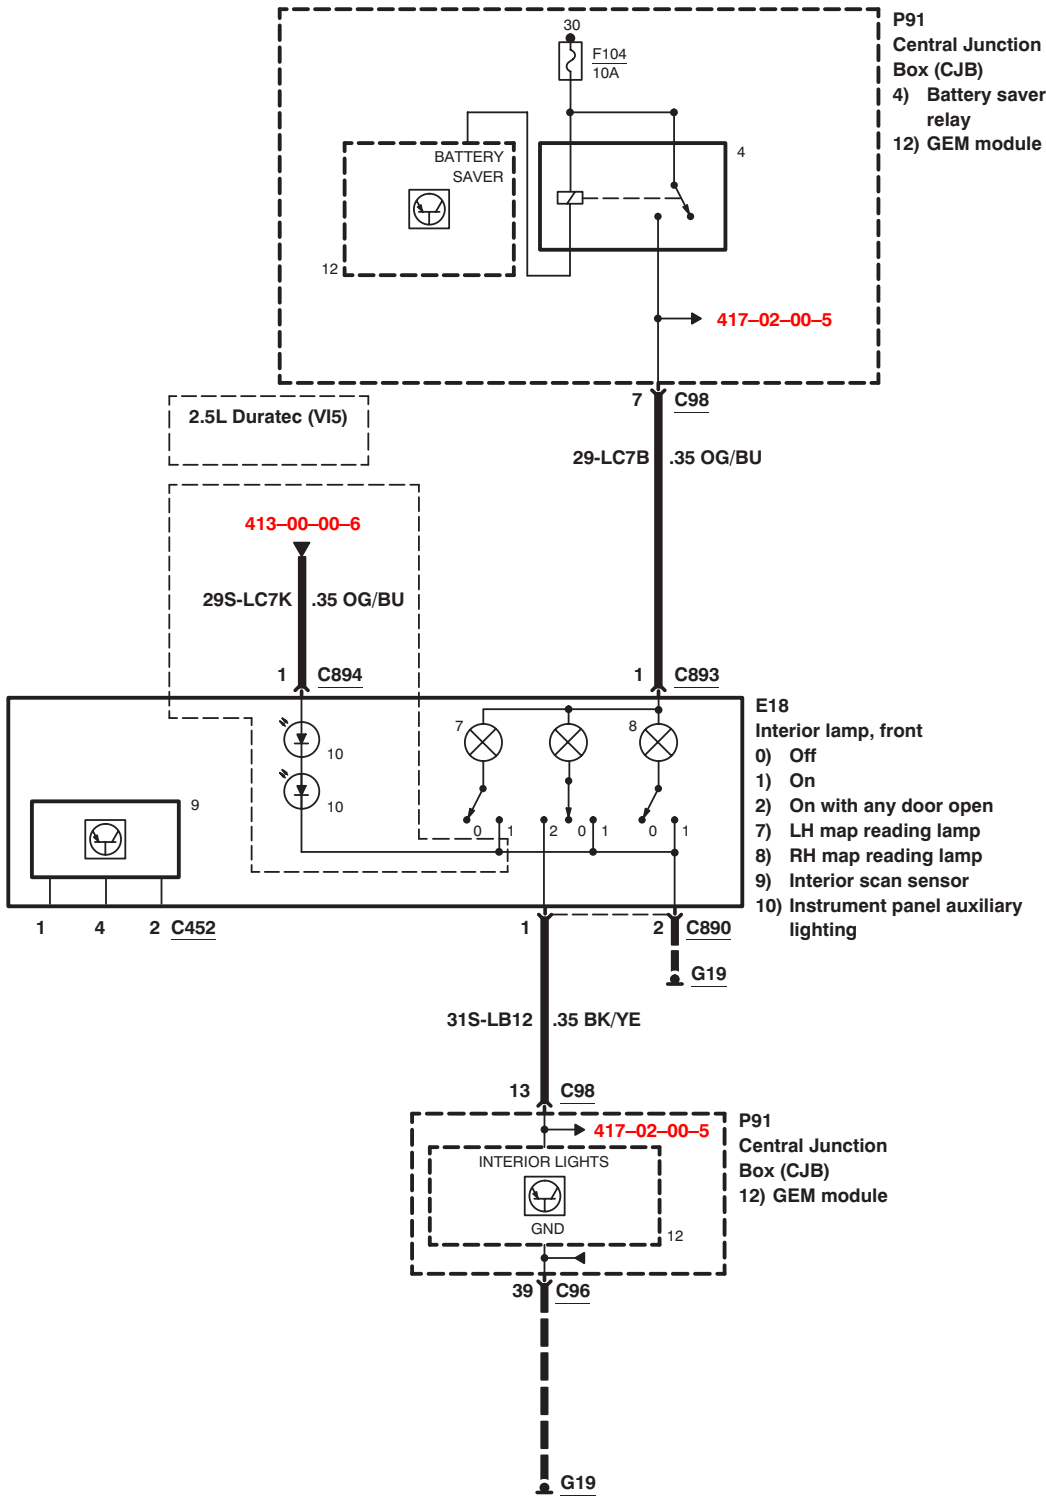 30
F104
10A
P91
Central Junction
Box (CJB)
4) Battery saver
relay
12) GEM module
BATTERY
SAVER
4
12
417–02–00–5
7 C98
2.5L Duratec (VI5)
29-LC7B .35 OG/BU
413–00–00–6
29S-LC7K .35 OG/BU
1 C894
1 C893
E18
Interior lamp, front
0) Off
1) On
2) On with any door open
7) LH map reading lamp
8) RH map reading lamp
9) Interior scan sensor
10) Instrument panel auxiliary
lighting
7
8
10
10
9
0 1 2 0 1 0 1
1 4 2 C452
1 2 C890
G19
31S-LB12 .35 BK/YE
13 C98
417–02–00–5
P91
Central Junction
Box (CJB)
12) GEM module
INTERIOR LIGHTS
GND
12
39 C96
G19